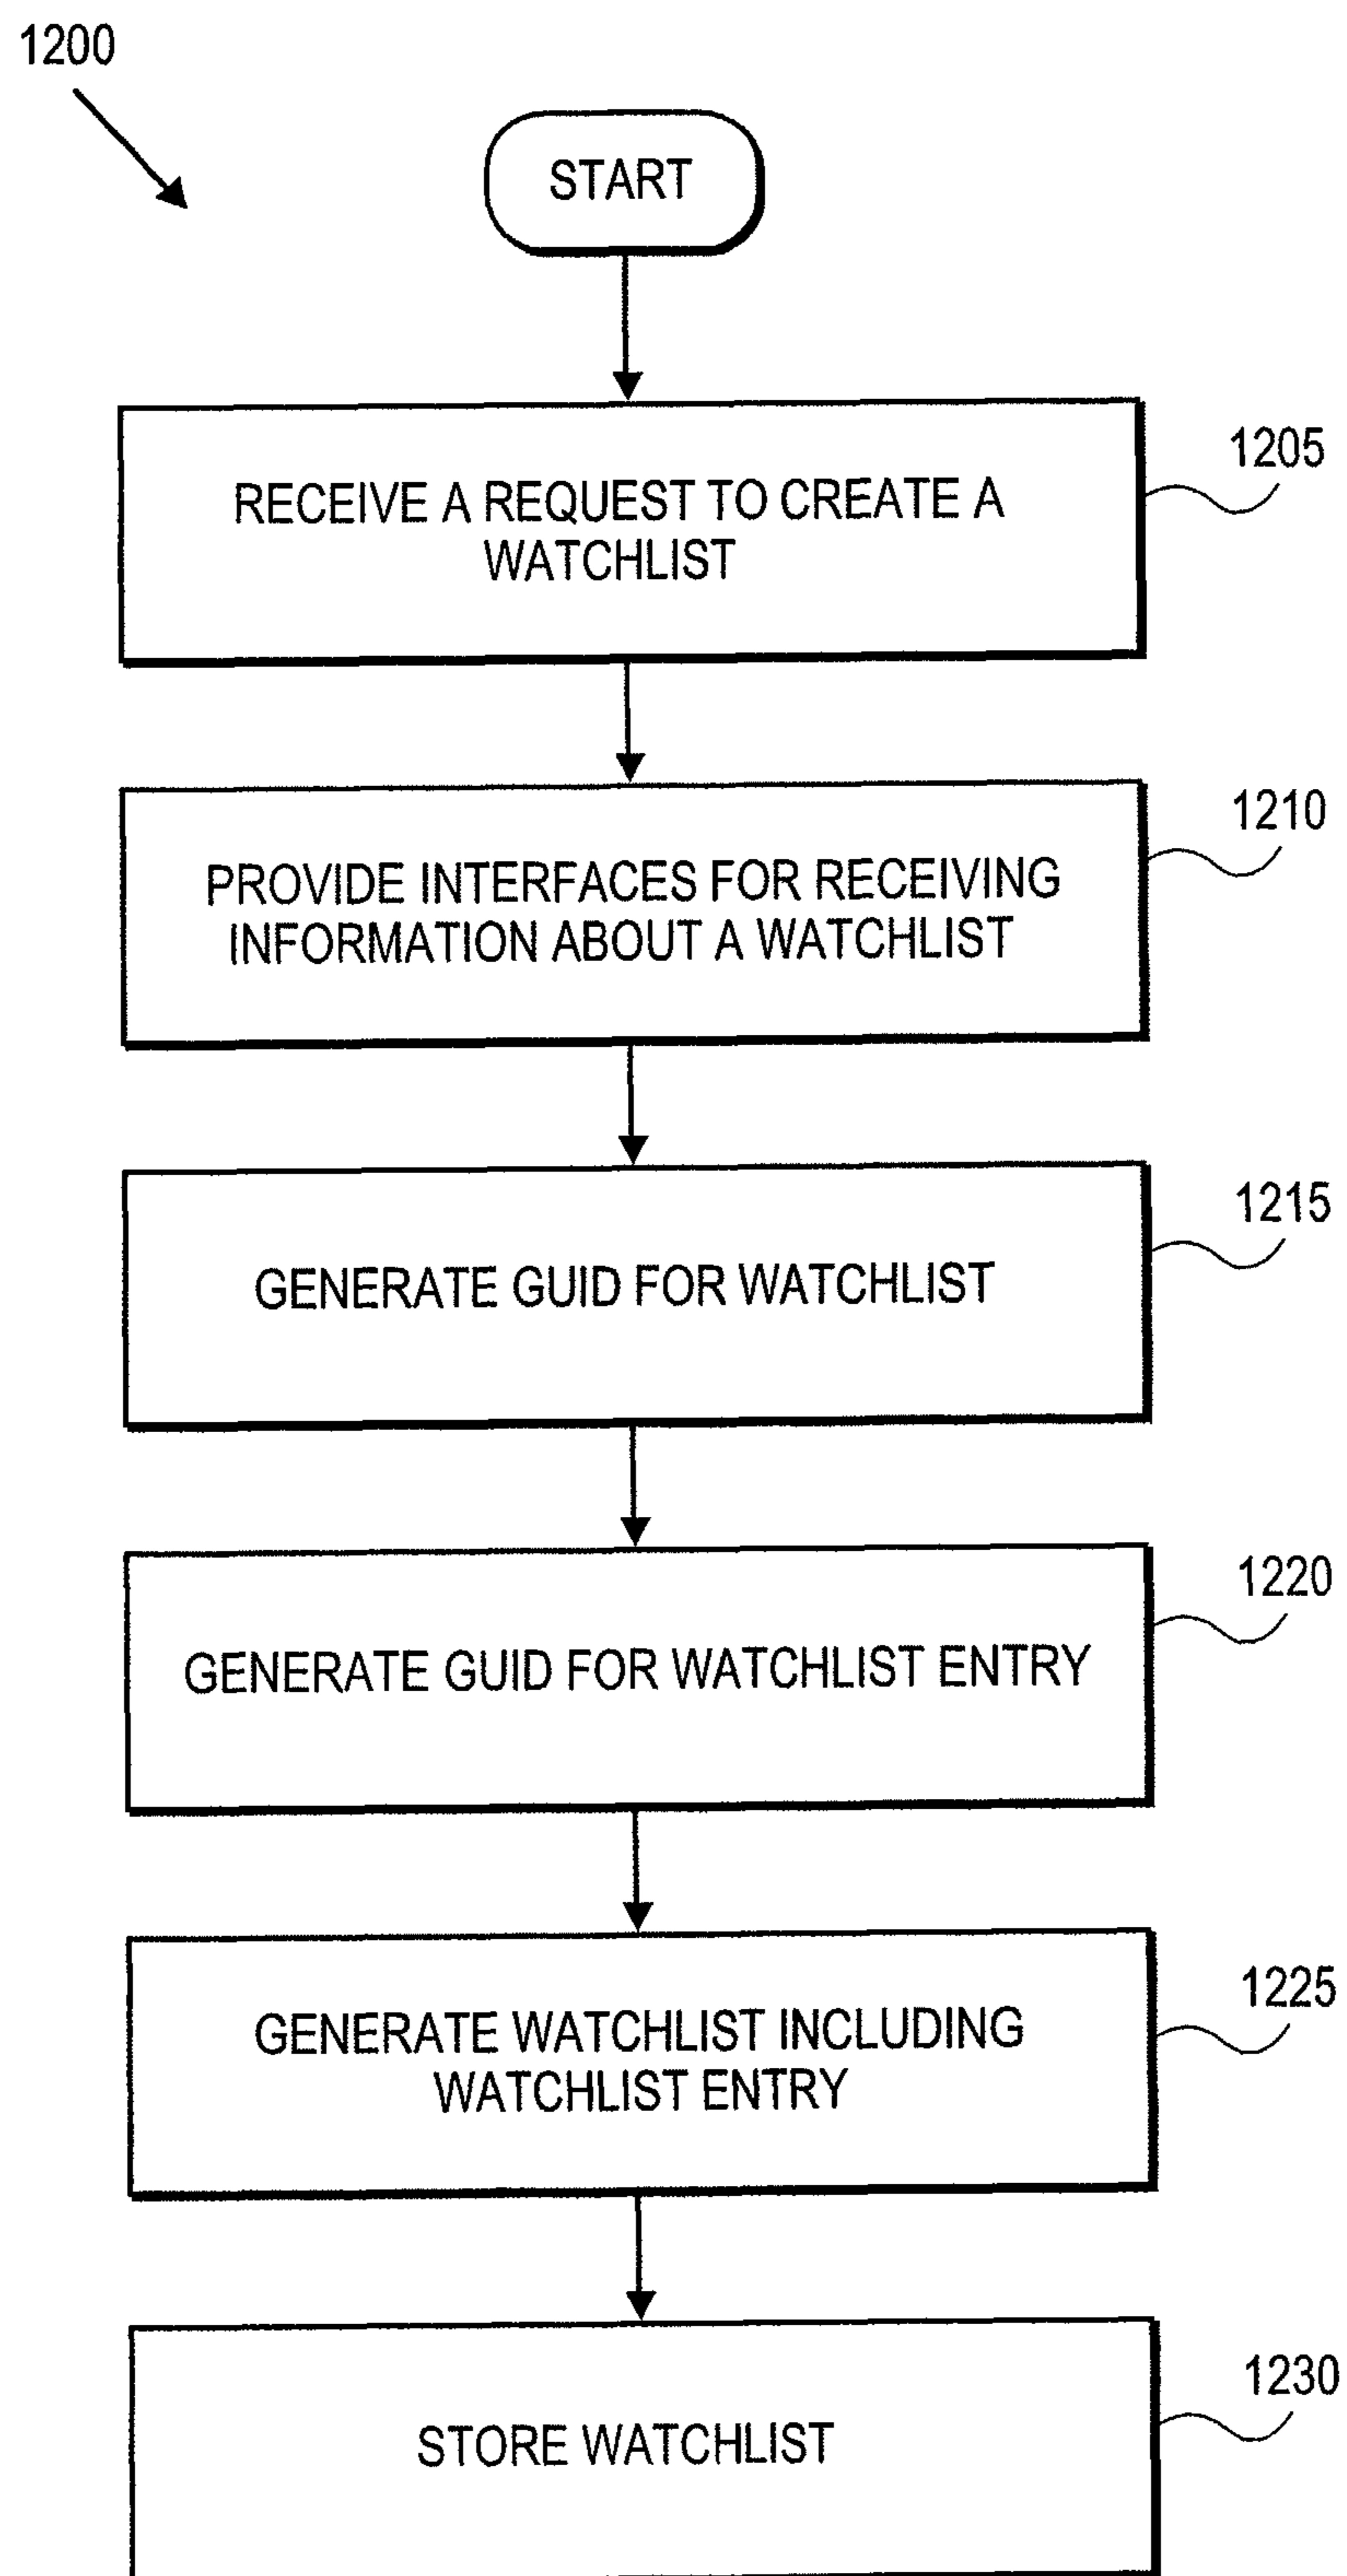 1200
START
RECEIVE A REQUEST TO CREATE A
WATCHLIST
1205
PROVIDE INTERFACES FOR RECEIVING
INFORMATION ABOUT A WATCHLIST
1210
GENERATE GUID FOR WATCHLIST
1215
GENERATE GUID FOR WATCHLIST ENTRY
1220
GENERATE WATCHLIST INCLUDING
WATCHLIST ENTRY
1225
STORE WATCHLIST
1230